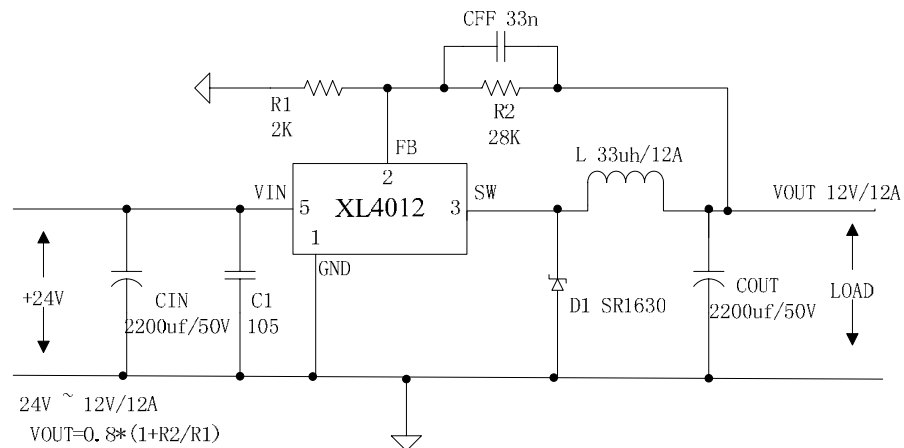 CFF 33n
R1
2K
R2
28K
FB
L 33uh/12A
VIN
2
SW
VOUT 12V/12A
5
XL4012
3
1
GND
+24V
CIN
2200uf/50V
C1
105
D1 SR1630
COUT
2200uf/50V
LOAD
24V ~ 12V/12A
VOUT=0.8*(1+R2/R1)